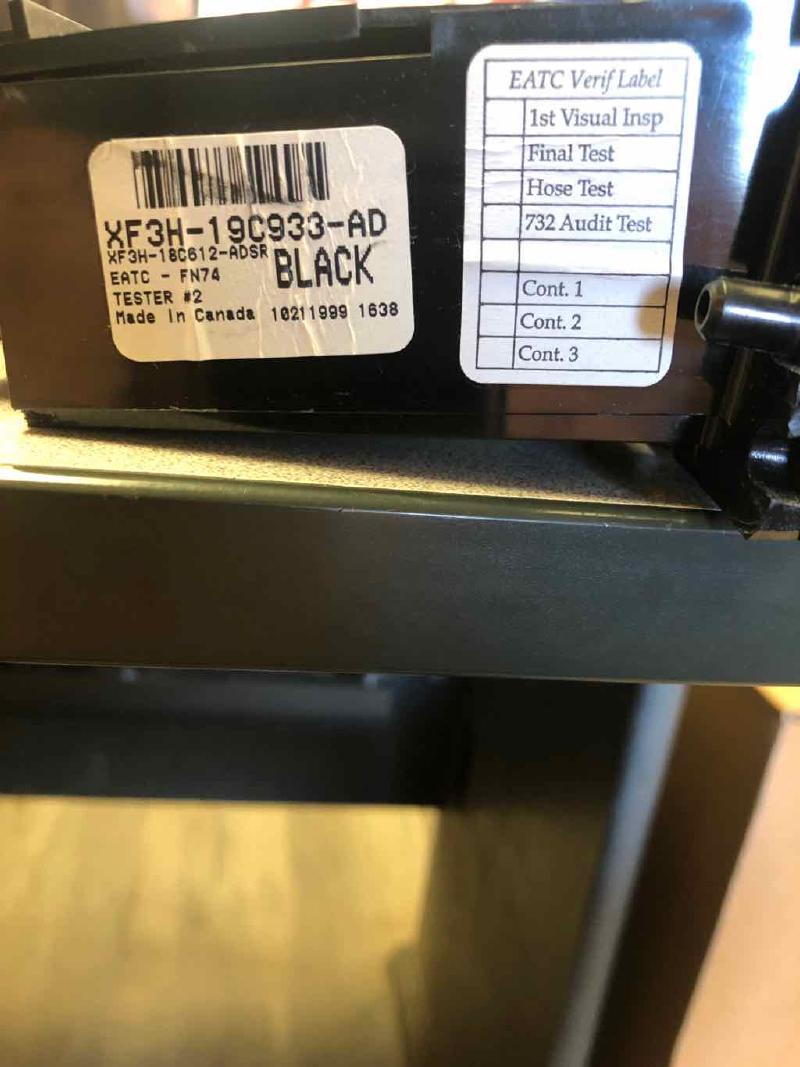 XF3H-19C933-AD
XF3H-18C612-ADSR
BLACK
EATC - FN74
TESTER #2
Made In Canada 10211999 1638
EATC Verif Label
1st Visual Insp
Final Test
Hose Test
732 Audit Test
Cont. 1
Cont. 2
Cont. 3